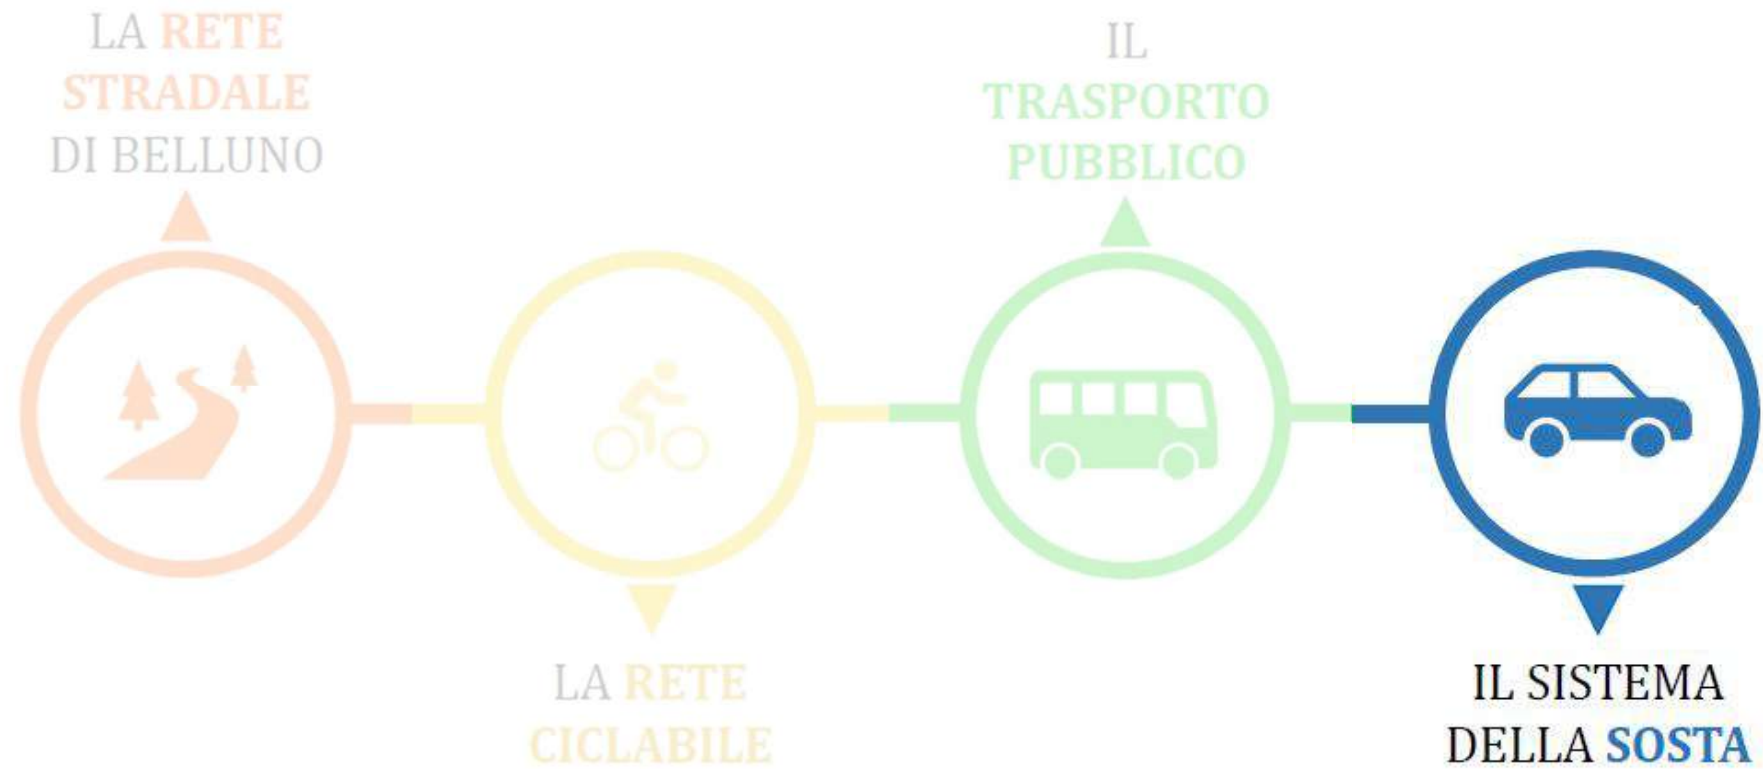 LA RETE
STRADALE
DI BELLUNO
LA RETE
CICLABILE
IL
TRASPORTO
PUBBLICO
IL SISTEMA
DELLA SOSTA